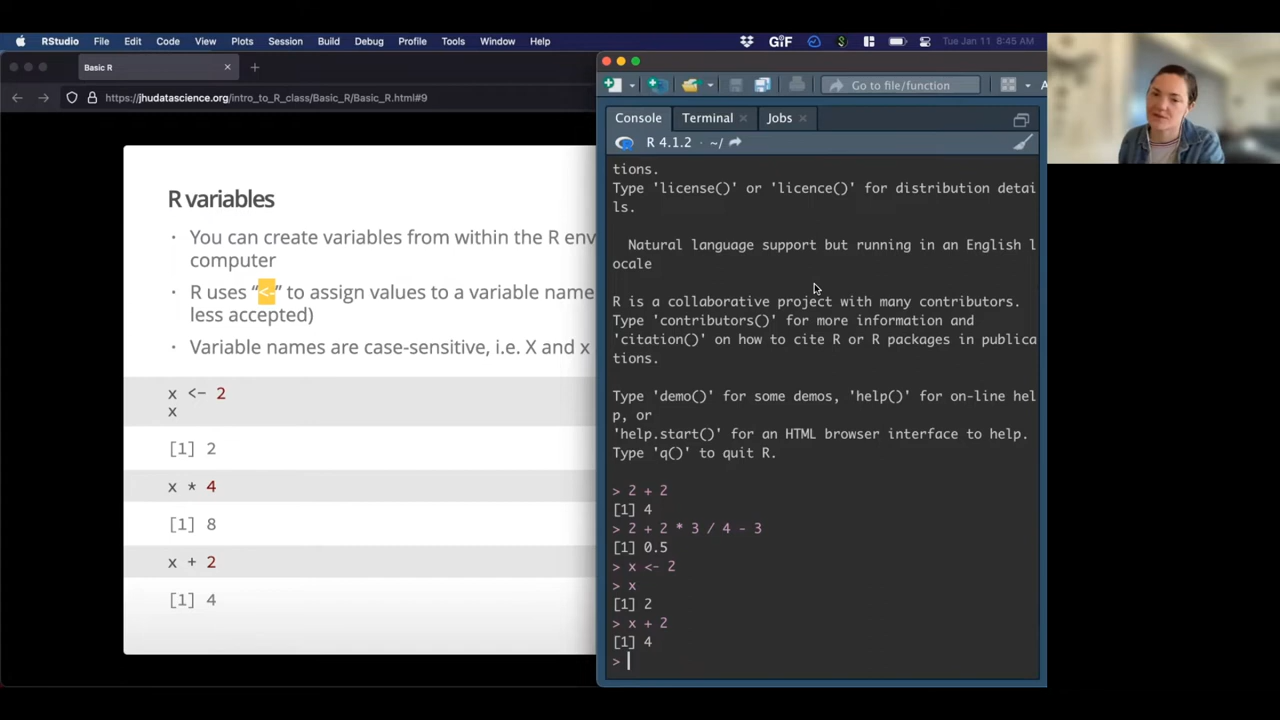 RStudio File Edit Code View Plots Session Build Debug Profile Tools Window Help GIF Tue Jan 11 8:45 AM
Basic R
https://jhudatascience.org/intro_to_R_class/Basic_R/Basic_R.html#9
R variables
· You can create variables from within the R env
computer
· R uses “<-” to assign values to a variable name
less accepted)
· Variable names are case-sensitive, i.e. X and x
x <- 2
x
[1] 2
x * 4
[1] 8
x + 2
[1] 4
Go to file/function
Console Terminal Jobs
R 4.1.2 · ~/
tions.
Type 'license()' or 'licence()' for distribution detai
ls.
Natural language support but running in an English l
ocale
R is a collaborative project with many contributors.
Type 'contributors()' for more information and
'citation()' on how to cite R or R packages in publica
tions.
Type 'demo()' for some demos, 'help()' for on-line hel
p, or
'help.start()' for an HTML browser interface to help.
Type 'q()' to quit R.
> 2 + 2
[1] 4
> 2 + 2 * 3 / 4 - 3
[1] 0.5
> x <- 2
> x
[1] 2
> x + 2
[1] 4
>